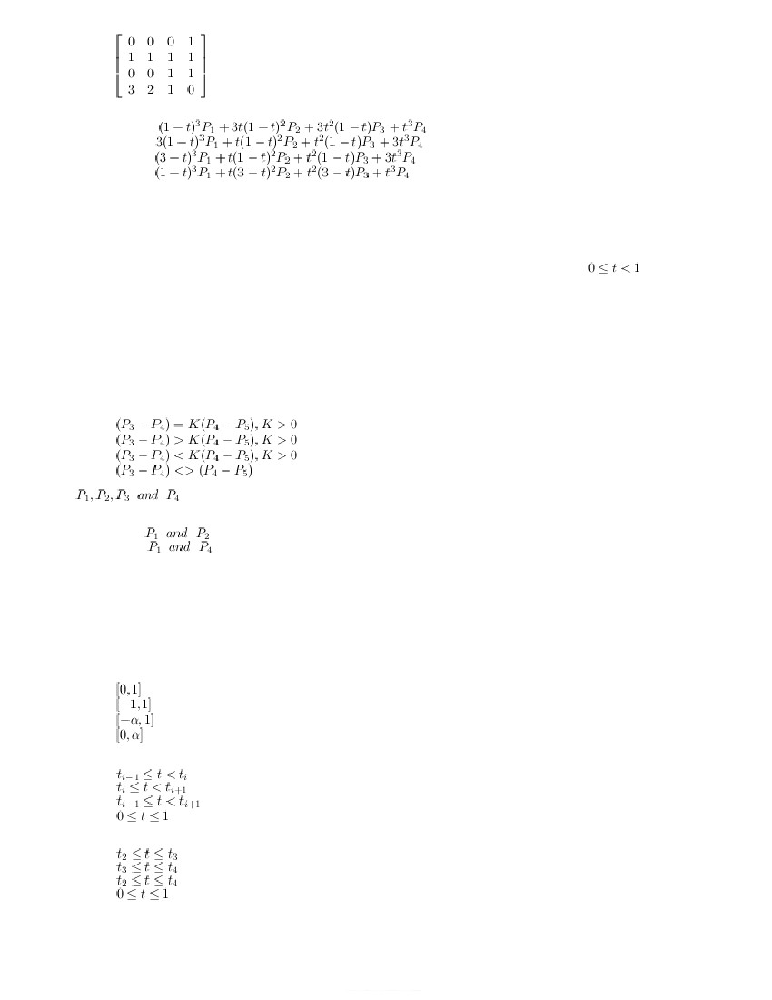 0 0 0 1
1 1 1 1
0 0 1 1
3 2 1 0
(1 − t)³P₁ + 3t(1 − t)²P₂ + 3t²(1 − t)P₃ + t³P₄
3(1 − t)³P₁ + t(1 − t)²P₂ + t²(1 − t)P₃ + 3t³P₄
(3 − t)³P₁ + t(1 − t)²P₂ + t²(1 − t)P₃ + 3t³P₄
(1 − t)³P₁ + t(3 − t)²P₂ + t²(3 − t)P₃ + t³P₄
0 ≤ t < 1
(P₃ − P₄) = K(P₄ − P₅), K > 0
(P₃ − P₄) > K(P₄ − P₅), K > 0
(P₃ − P₄) < K(P₄ − P₅), K > 0
(P₃ − P₄) <> (P₄ − P₅)
P₁, P₂, P₃ and P₄
P₁ and P₂
P₁ and P₄
[0, 1]
[−1, 1]
[−α, 1]
[0, α]
tᵢ₋₁ ≤ t < tᵢ
tᵢ ≤ t < tᵢ₊₁
tᵢ₋₁ ≤ t < tᵢ₊₁
0 ≤ t ≤ 1
t₂ ≤ t ≤ t₃
t₃ ≤ t ≤ t₄
t₂ ≤ t ≤ t₄
0 ≤ t ≤ 1